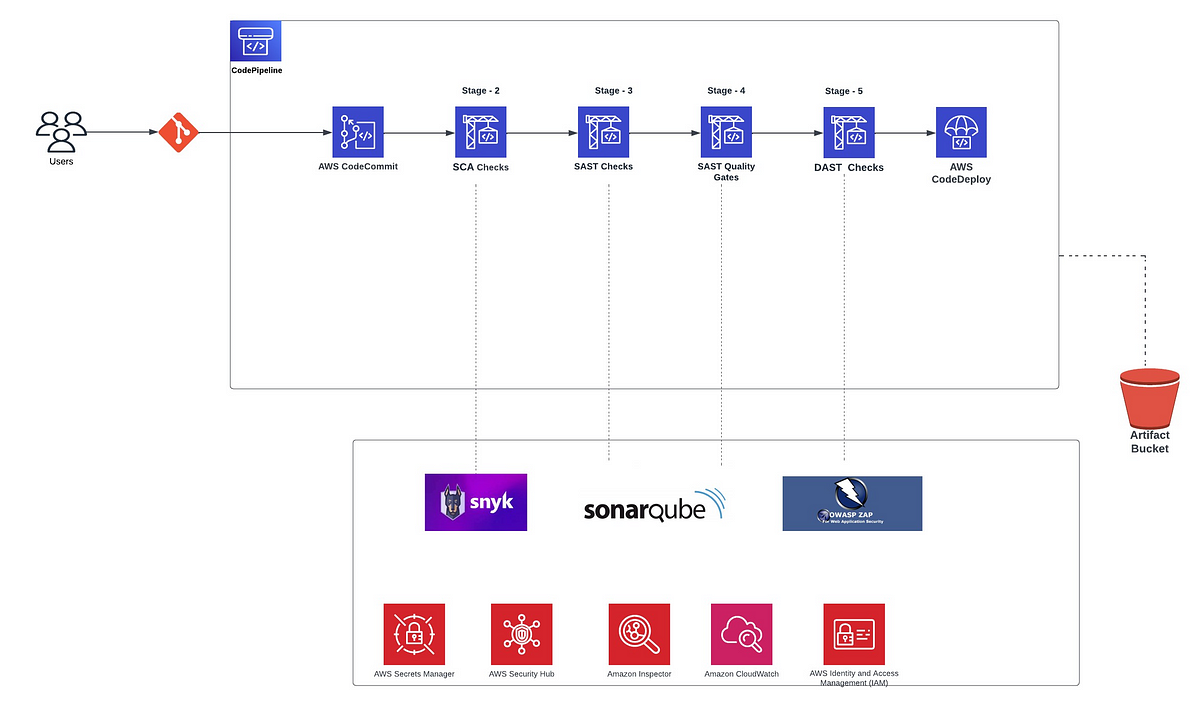 CodePipeline
Stage - 2
Stage - 3
Stage - 4
Stage - 5
Users
AWS CodeCommit
SCA Checks
SAST Checks
SAST Quality
Gates
DAST Checks
AWS
CodeDeploy
Artifact
Bucket
snyk
sonarqube
OWASP ZAP
For Web Application Security
AWS Secrets Manager
AWS Security Hub
Amazon Inspector
Amazon CloudWatch
AWS Identity and Access
Management (IAM)